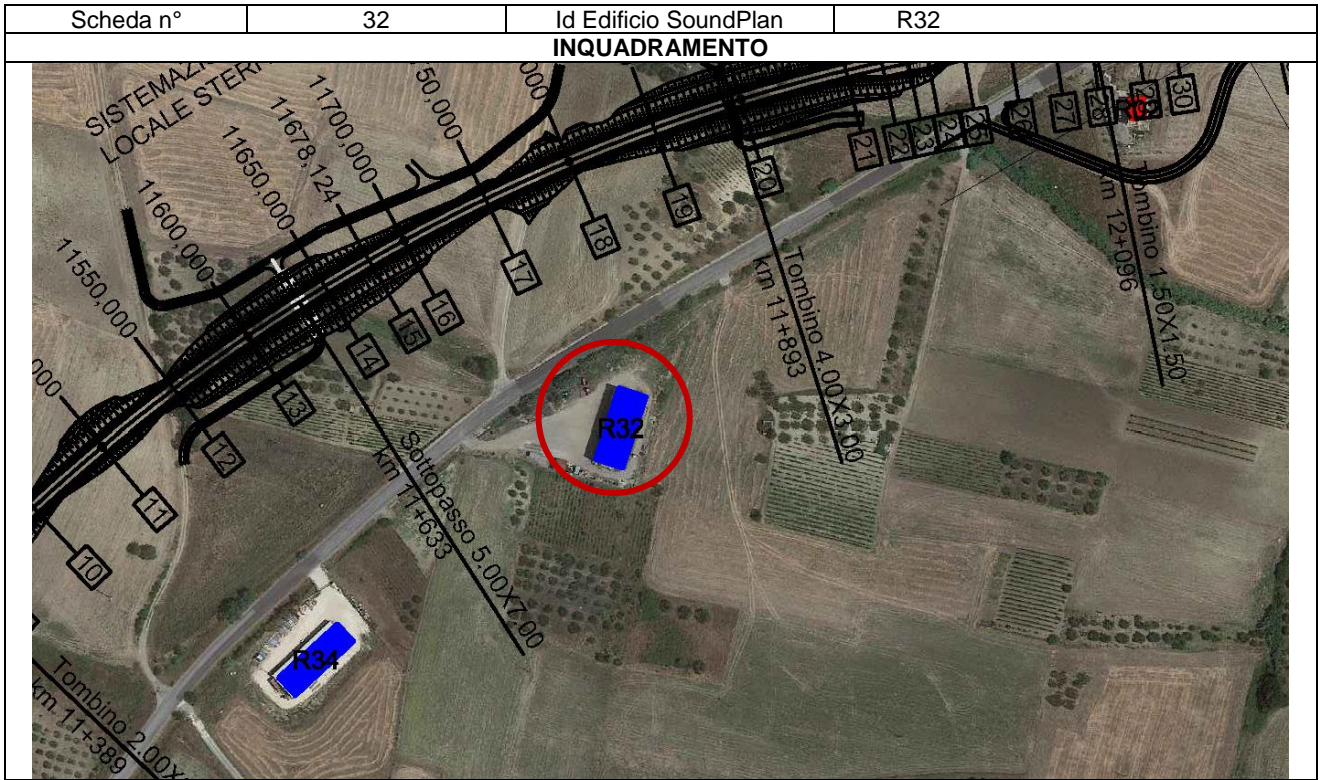 Scheda n° 32 Id Edificio SoundPlan R32
INQUADRAMENTO
LOCALE
11550,000
11600,000
11650,000
11678,124
11700,000
50,000
000
000
10
11
12
13
14
15
16
17
18
19
20
21
22
23
24
25
26
27
28
30
Tombino 1.50X1.50
km 12+096
Tombino 4.00X3.00
km 11+893
Sottopasso 5.00X7.00
km 11+633
Tombino 2.00X
km 11+389
R32
R34